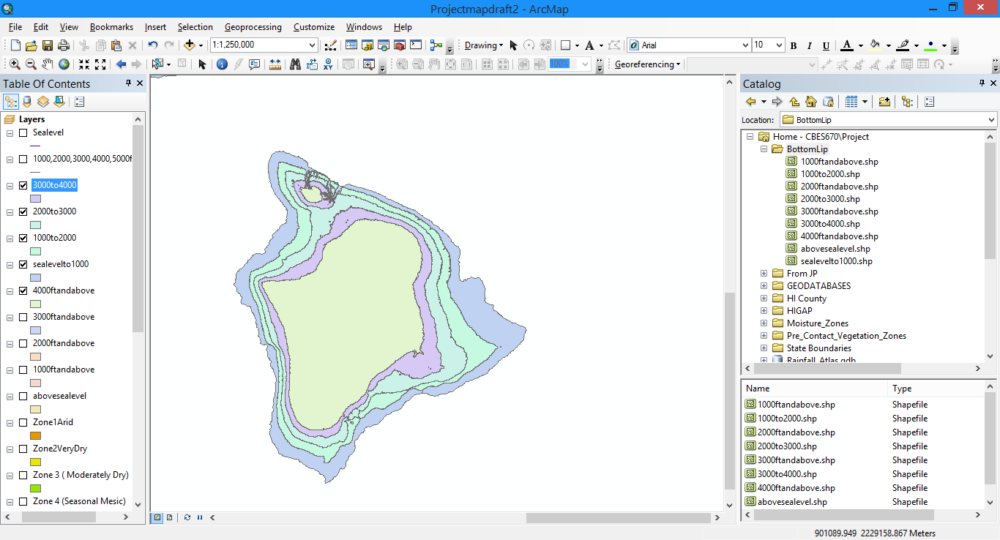 Projectmapdraft2 - ArcMap
File Edit View Bookmarks Insert Selection Geoprocessing Customize Windows Help
1:1,250,000 Drawing Arial 10 B I U A
100% Georeferencing
Table Of Contents
Layers
Sealevel
1000,2000,3000,4000,5000f
3000to4000
2000to3000
1000to2000
sealevelto1000
4000ftandabove
3000ftandabove
2000ftandabove
1000ftandabove
abovesealevel
Zone1Arid
Zone2VeryDry
Zone 3 ( Moderately Dry)
Zone 4 (Seasonal Mesic)
Catalog
Location: BottomLip
Home - CBES670\Project
BottomLip
1000ftandabove.shp
1000to2000.shp
2000ftandabove.shp
2000to3000.shp
3000ftandabove.shp
3000to4000.shp
4000ftandabove.shp
abovesealevel.shp
sealevelto1000.shp
From JP
GEODATABASES
HI County
HIGAP
Moisture_Zones
Pre_Contact_Vegetation_Zones
State Boundaries
Rainfall_Atlas.gdb
Name Type
1000ftandabove.shp Shapefile
1000to2000.shp Shapefile
2000ftandabove.shp Shapefile
2000to3000.shp Shapefile
3000ftandabove.shp Shapefile
3000to4000.shp Shapefile
4000ftandabove.shp Shapefile
abovesealevel.shp Shapefile
901089.949 2229158.867 Meters